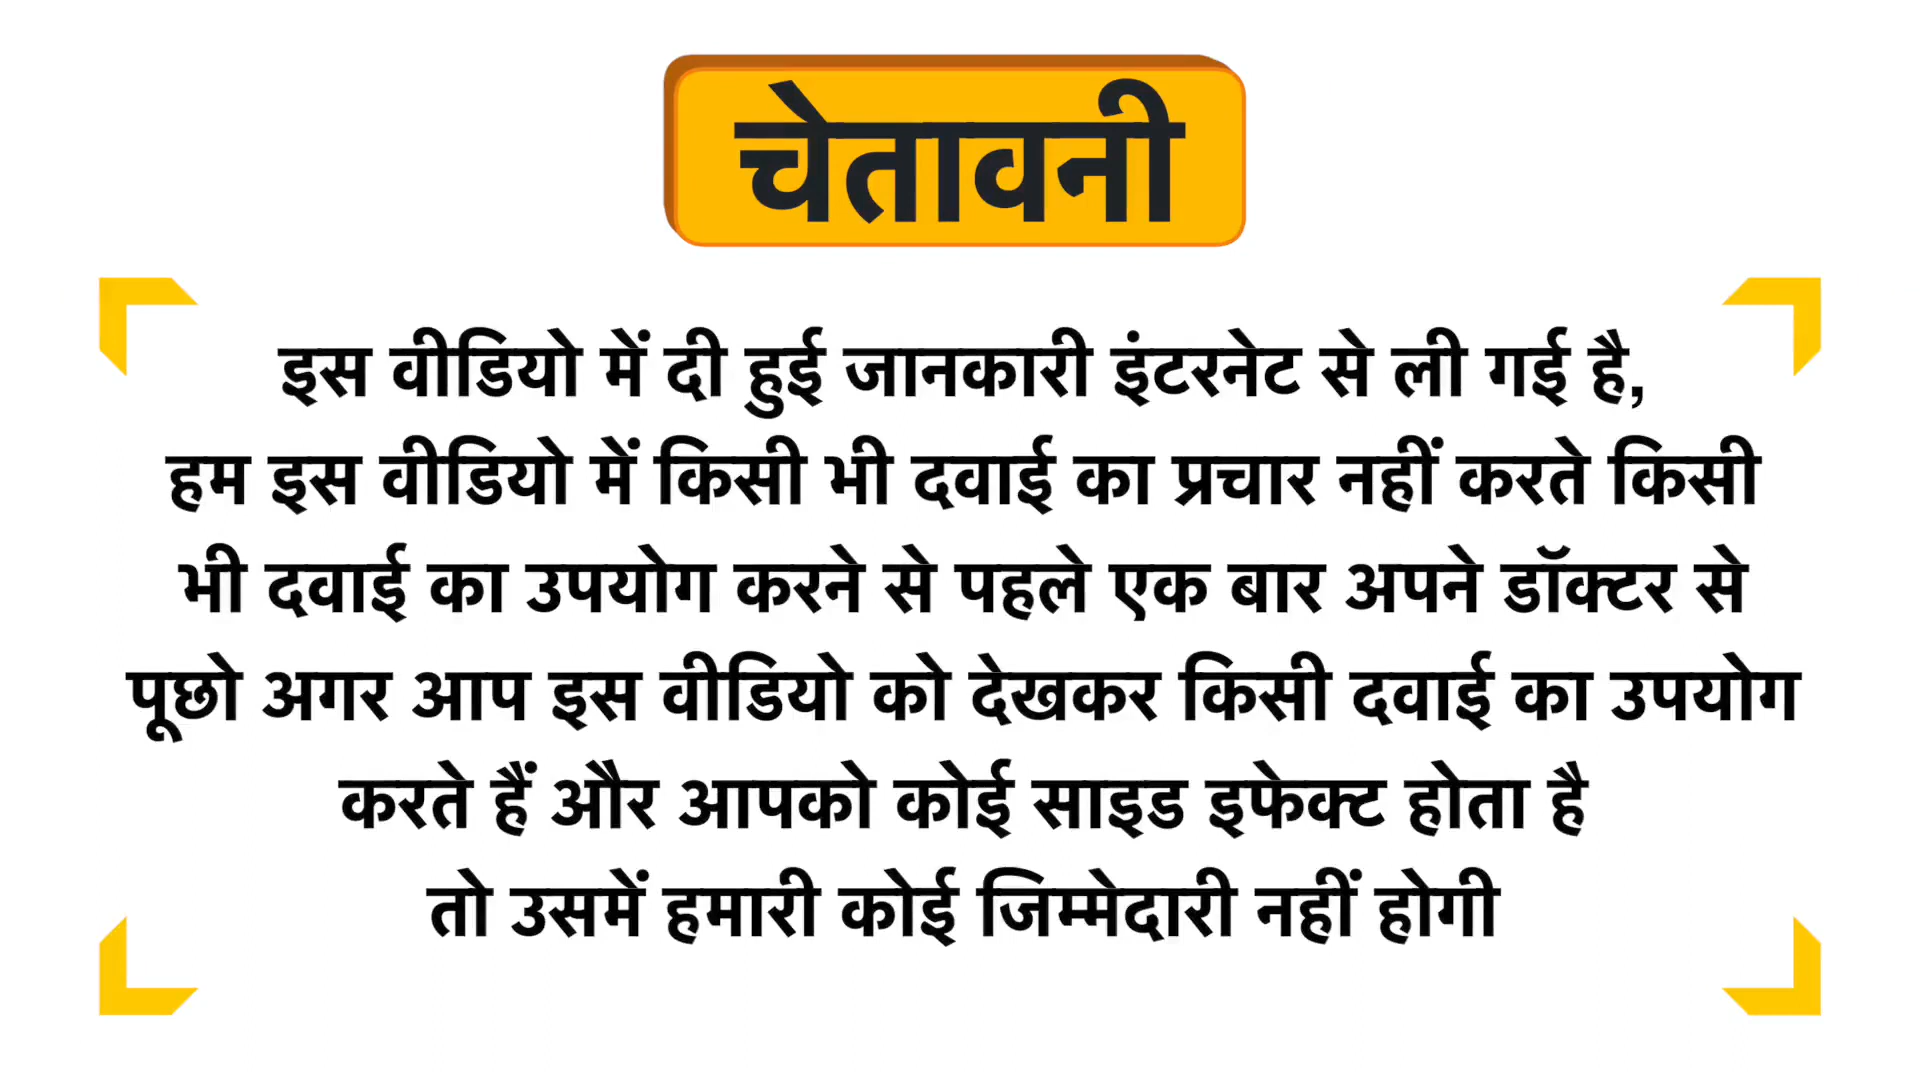 चेतावनी
इस वीडियो में दी हुई जानकारी इंटरनेट से ली गई है,
हम इस वीडियो में किसी भी दवाई का प्रचार नहीं करते किसी
भी दवाई का उपयोग करने से पहले एक बार अपने डॉक्टर से
पूछो अगर आप इस वीडियो को देखकर किसी दवाई का उपयोग
करते हैं और आपको कोई साइड इफेक्ट होता है
तो उसमें हमारी कोई जिम्मेदारी नहीं होगी